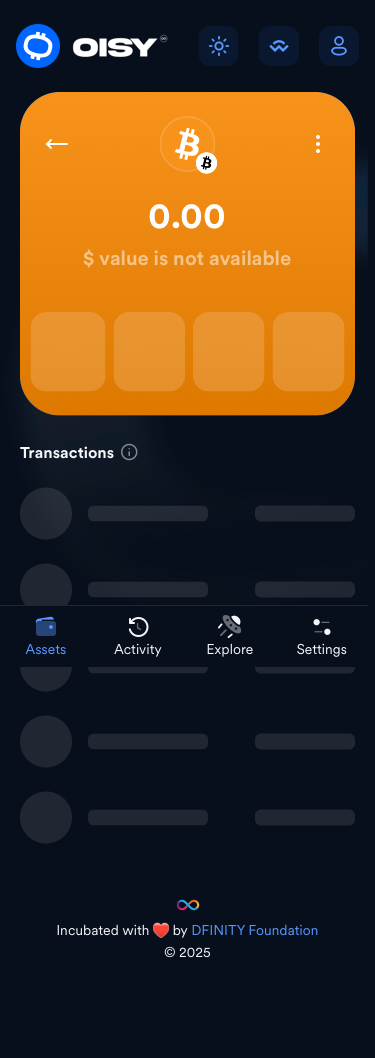 OISY
0.00
$ value is not available
Transactions
Assets
Activity
Explore
Settings
Incubated with ❤️ by DFINITY Foundation
© 2025